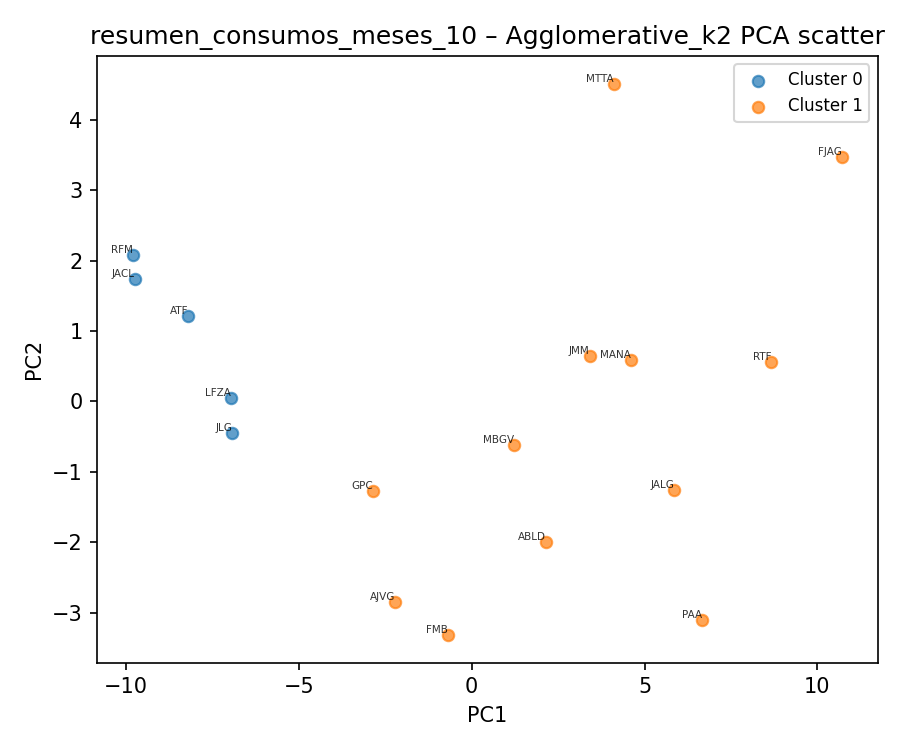 resumen_consumos_meses_10 – Agglomerative_k2 PCA scatter
Cluster 0
Cluster 1
MTTA
FJAG
RFM
JACL
ATF
LFZA
JLG
JMM
MANA
RTF
MBGV
GPC
JALG
ABLD
AJVG
FMB
PAA
4
3
2
1
0
−1
−2
−3
PC2
−10
−5
0
5
10
PC1